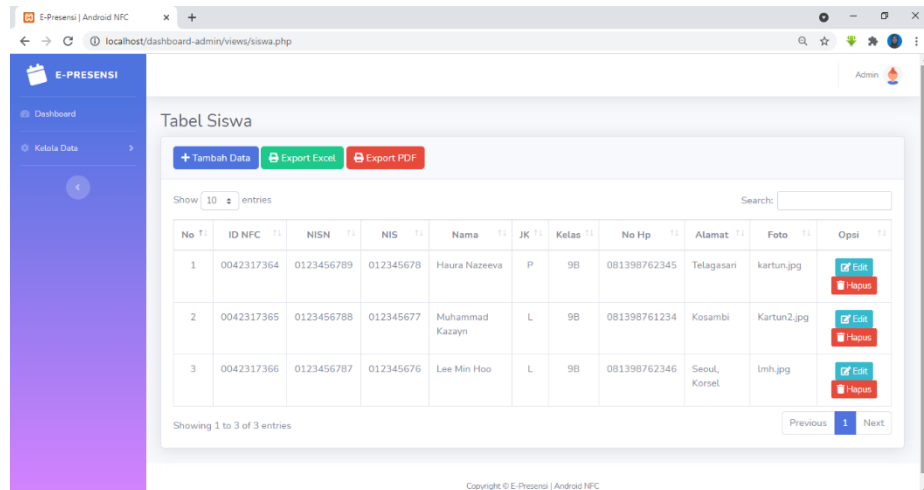 E-Presensi | Android NFC
localhost/dashboard-admin/views/siswa.php
E-PRESENSI
Admin
Dashboard
Kelola Data
Tabel Siswa
Tambah Data Export Excel Export PDF
Show 10 entries Search:
No ID NFC NISN NIS Nama JK Kelas No Hp Alamat Foto Opsi
1 0042317364 0123456789 012345678 Haura Nazeeva P 9B 081398762345 Telagasari kartun.jpg Edit
Hapus
2 0042317365 0123456788 012345677 Muhammad L 9B 081398761234 Kosambi Kartun2.jpg Edit
Kazayn Hapus
3 0042317366 0123456787 012345676 Lee Min Hoo L 9B 081398762346 Seoul, lmh.jpg Edit
Korsel Hapus
Showing 1 to 3 of 3 entries Previous 1 Next
Copyright © E-Presensi | Android NFC